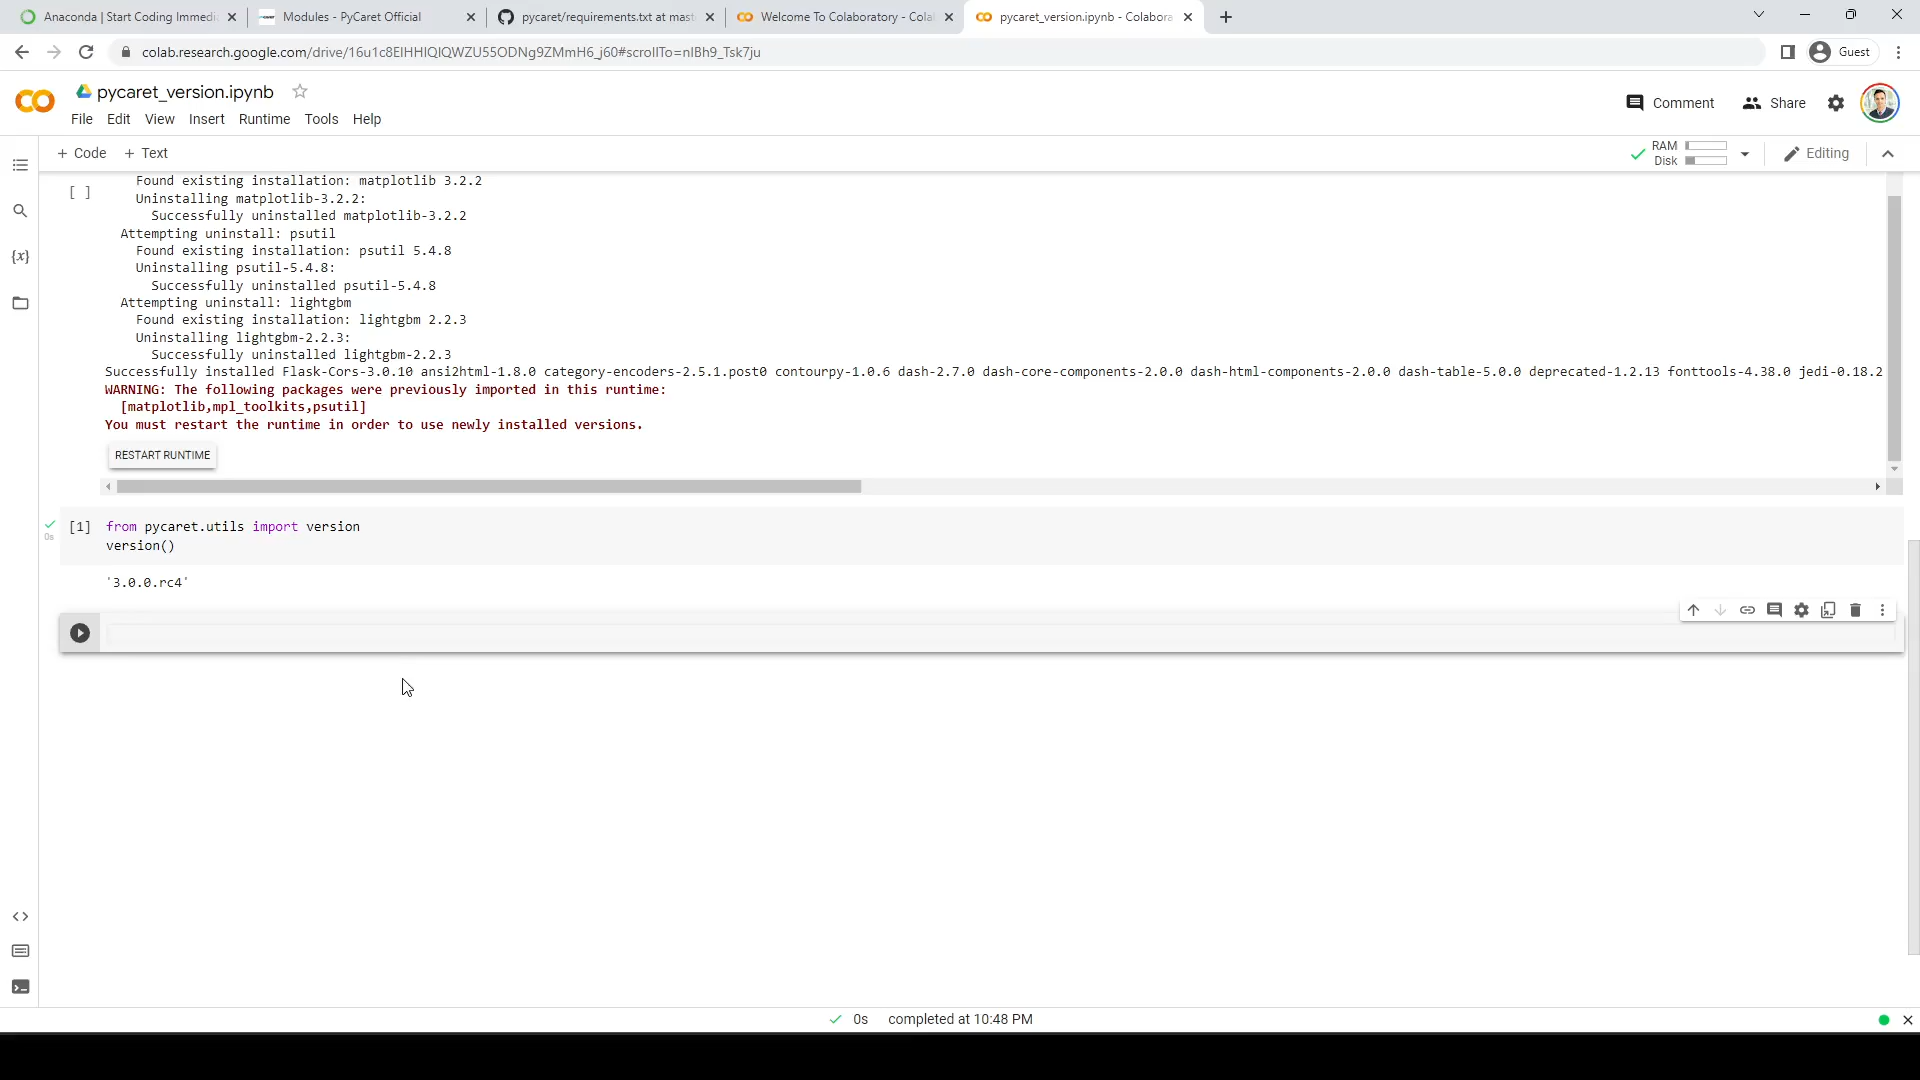 Anaconda | Start Coding Immedi
Modules - PyCaret Official
pycaret/requirements.txt at mast
Welcome To Colaboratory - Colal
pycaret_version.ipynb - Colabora
colab.research.google.com/drive/16u1c8EIHHIQIQWZU55ODNg9ZMmH6_j60#scrollTo=nIBh9_Tsk7ju
Guest
pycaret_version.ipynb
File Edit View Insert Runtime Tools Help
Comment
Share
+ Code + Text
RAM
Disk
Editing
[ ]
Found existing installation: matplotlib 3.2.2
Uninstalling matplotlib-3.2.2:
Successfully uninstalled matplotlib-3.2.2
Attempting uninstall: psutil
Found existing installation: psutil 5.4.8
Uninstalling psutil-5.4.8:
Successfully uninstalled psutil-5.4.8
Attempting uninstall: lightgbm
Found existing installation: lightgbm 2.2.3
Uninstalling lightgbm-2.2.3:
Successfully uninstalled lightgbm-2.2.3
Successfully installed Flask-Cors-3.0.10 ansi2html-1.8.0 category-encoders-2.5.1.post0 contourpy-1.0.6 dash-2.7.0 dash-core-components-2.0.0 dash-html-components-2.0.0 dash-table-5.0.0 deprecated-1.2.13 fonttools-4.38.0 jedi-0.18.2
WARNING: The following packages were previously imported in this runtime:
[matplotlib,mpl_toolkits,psutil]
You must restart the runtime in order to use newly installed versions.
RESTART RUNTIME
[1] from pycaret.utils import version
0s
version()
'3.0.0.rc4'
0s completed at 10:48 PM